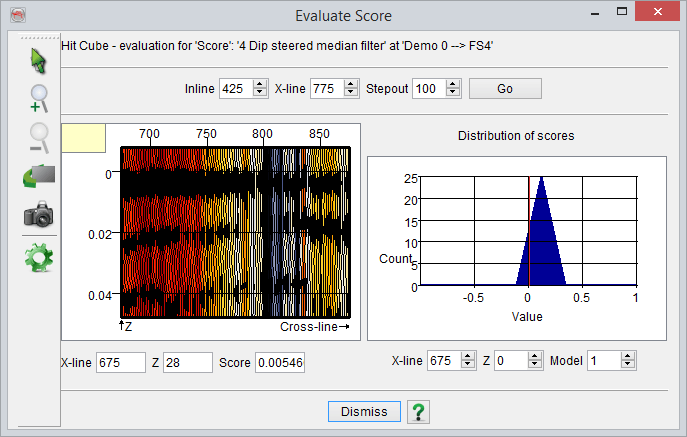 Evaluate Score
Hit Cube - evaluation for 'Score': '4 Dip steered median filter' at 'Demo 0 --> FS4'
Inline 425 X-line 775 Stepout 100 Go
700 750 800 850
0
0.02
0.04
Z Cross-line
X-line 675 Z 28 Score 0.00546
Distribution of scores
25
20
15
10
5
0
Count
-0.5 0 0.5 1
Value
X-line 675 Z 0 Model 1
Dismiss ?